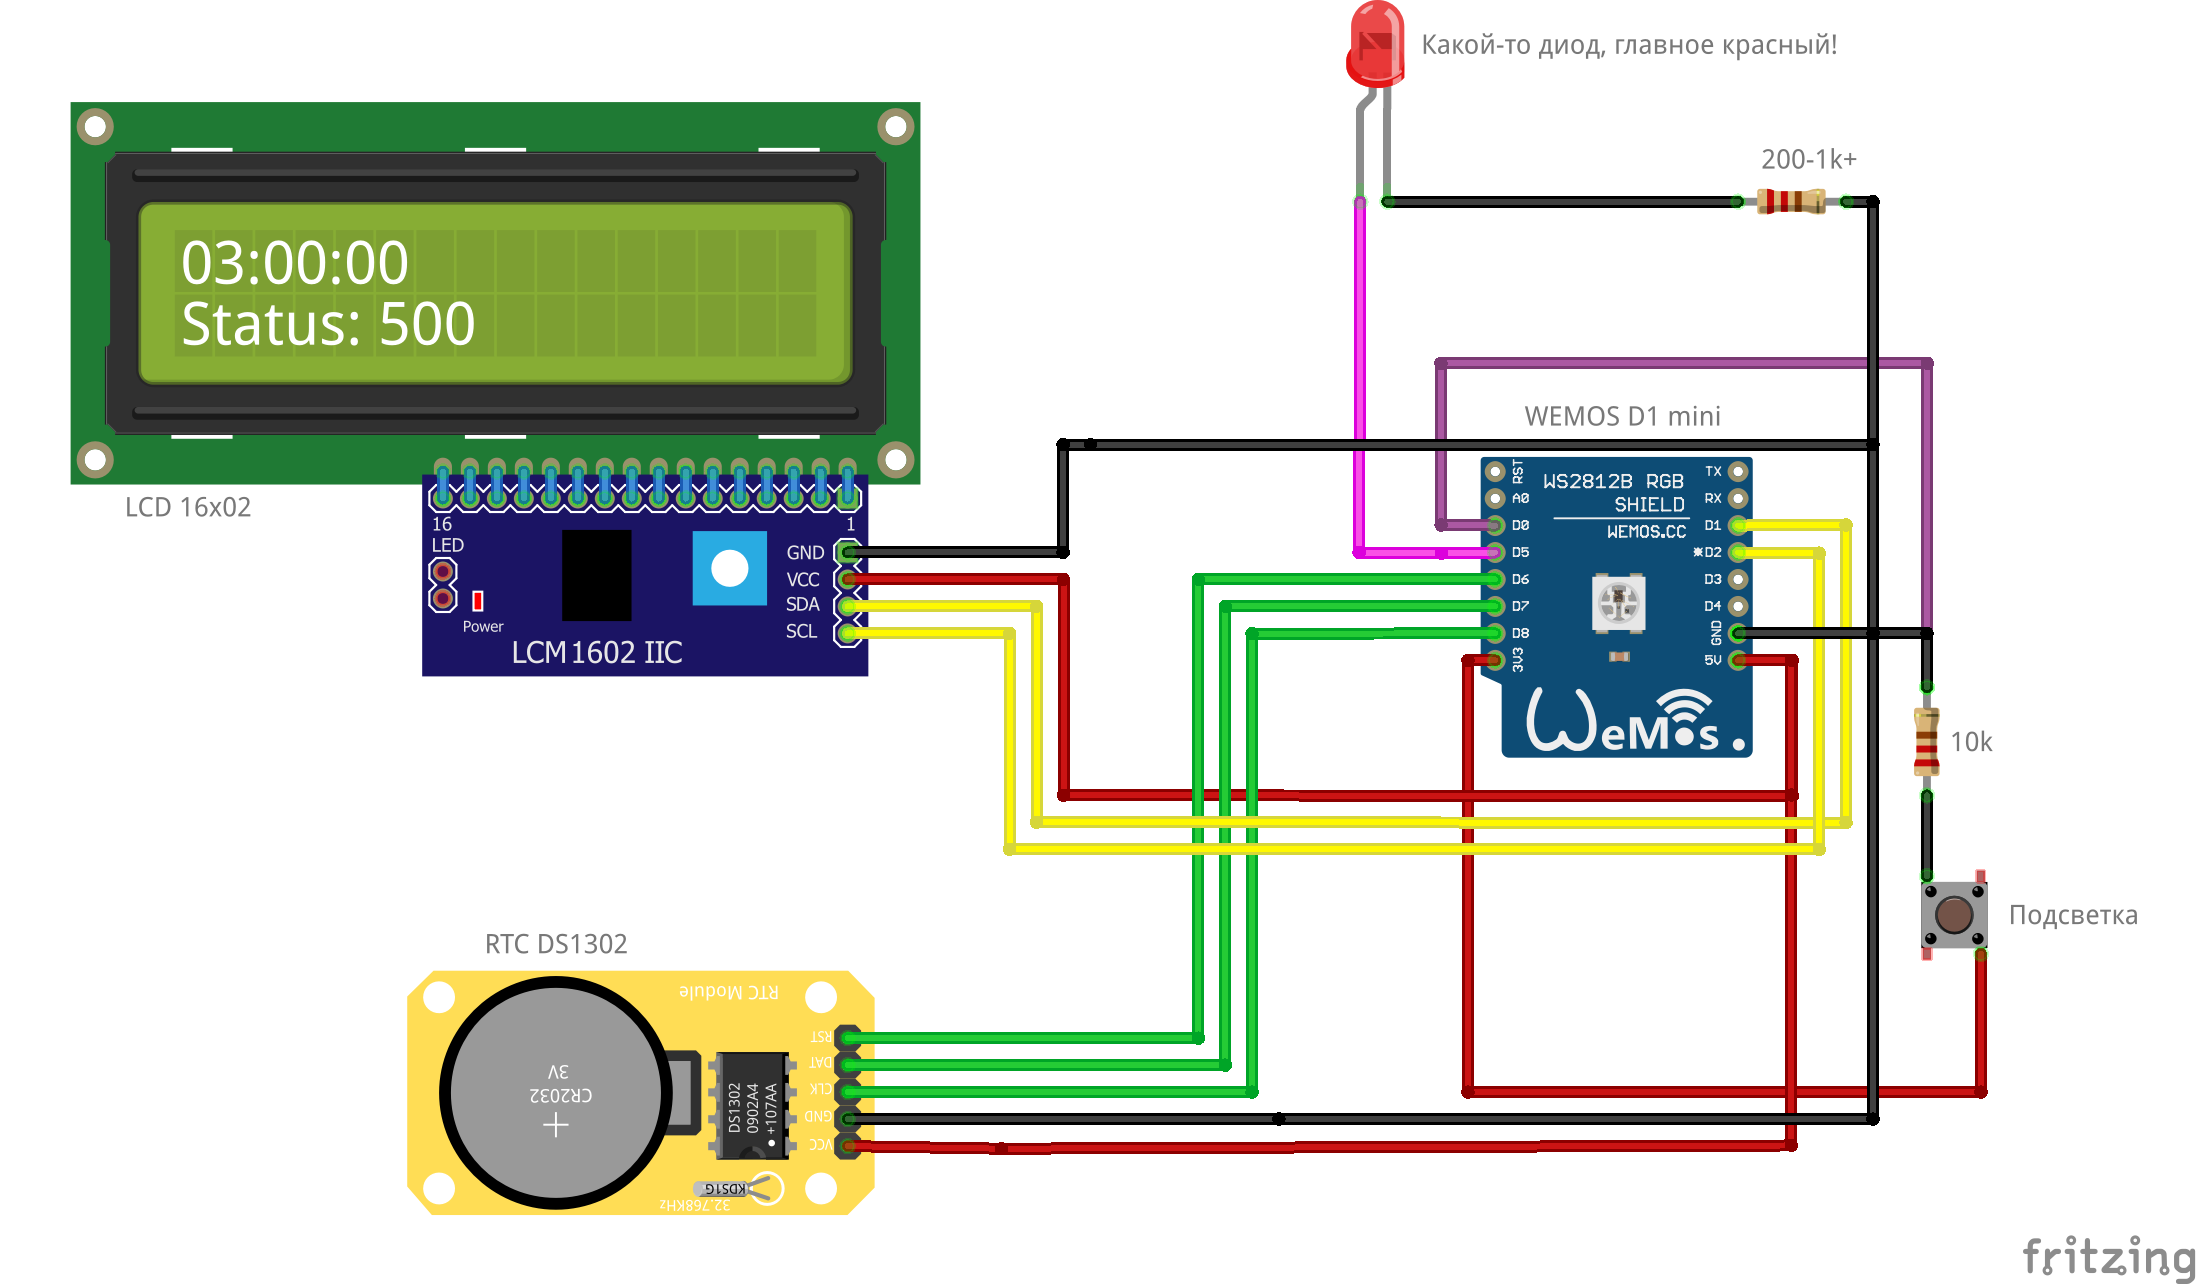 Какой-то диод, главное красный!
200-1k+
03:00:00
Status: 500
LCD 16x02
16
1
LED
GND
VCC
SDA
SCL
Power
LCM 1602 IIC
WEMOS D1 mini
WS2812B RGB
SHIELD
WEMOS.CC
RST
A0
D0
D5
D6
D7
D8
3V3
TX
RX
D1
D2
D3
D4
GND
5V
WeMos
10k
Подсветка
RTC DS1302
RTC Module
RST
DAT
CLK
GND
VCC
CR2032
3V
DS1302
0902A4
+107AA
KDS1G
32.768KHz
fritzing